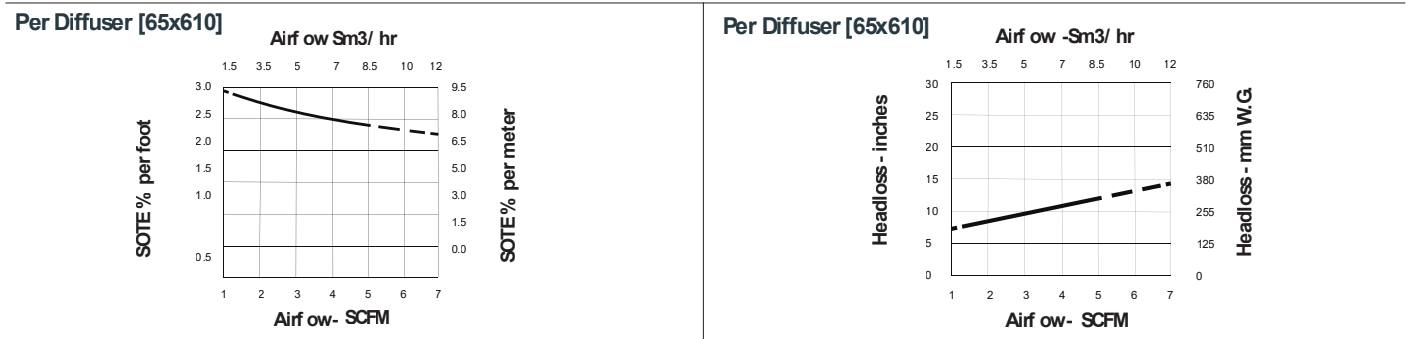 Per Diffuser [65x610]
Airf ow Sm3/ hr
1.5 3.5 5 7 8.5 10 12
3.0
2.5
2.0
1.5
1.0
0.5
SOTE % per foot
9.5
8.0
6.5
5.0
3.0
1.5
0.0
SOTE % per meter
1 2 3 4 5 6 7
Airf ow- SCFM
Per Diffuser [65x610]
Airf ow -Sm3/ hr
1.5 3.5 5 7 8.5 10 12
Headloss - inches
30
25
20
15
10
5
0
760
635
510
380
255
125
0
Headloss - mm W.G.
1 2 3 4 5 6 7
Airf ow- SCFM